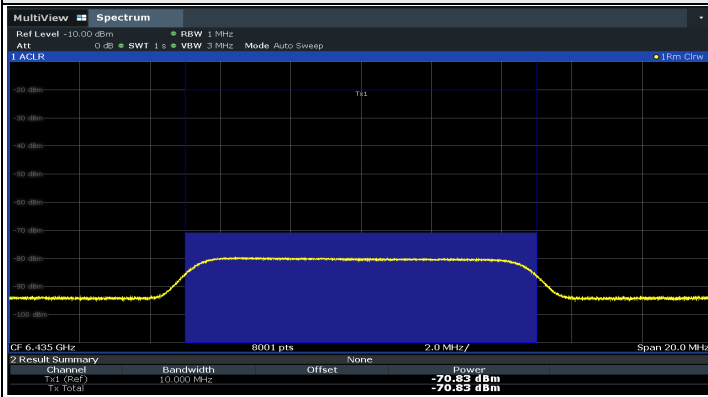 MultiView Spectrum
Ref Level -10.00 dBm RBW 1 MHz
Att 0 dB SWT 1 s VBW 3 MHz Mode Auto Sweep
1 ACLR 1Rm Clrw
Tx1
-20 dBm
-30 dBm
-40 dBm
-50 dBm
-60 dBm
-70 dBm
-80 dBm
-90 dBm
-100 dBm
CF 6.435 GHz 8001 pts 2.0 MHz/ Span 20.0 MHz
2 Result Summary None
Channel Bandwidth Offset Power
Tx1 (Ref) 10.000 MHz -70.83 dBm
Tx Total -70.83 dBm